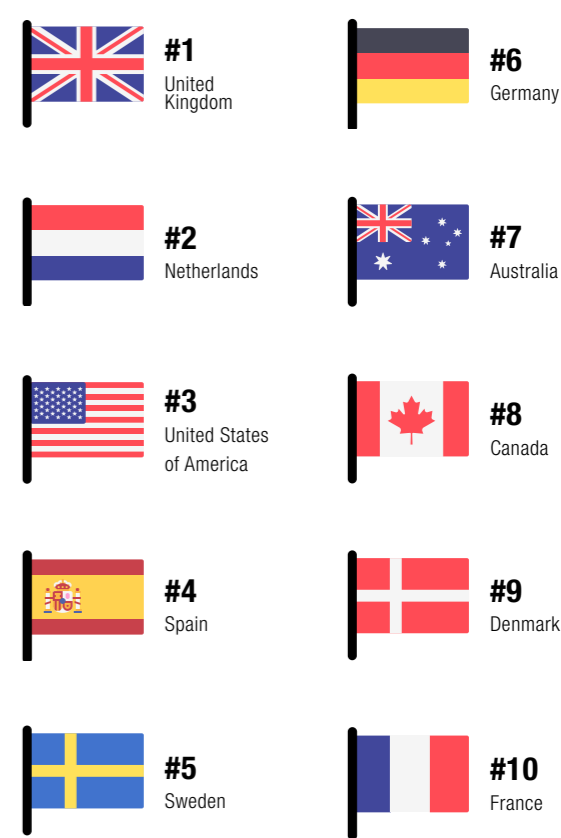 #1
United
Kingdom
#2
Netherlands
#3
United States
of America
#4
Spain
#5
Sweden
#6
Germany
#7
Australia
#8
Canada
#9
Denmark
#10
France